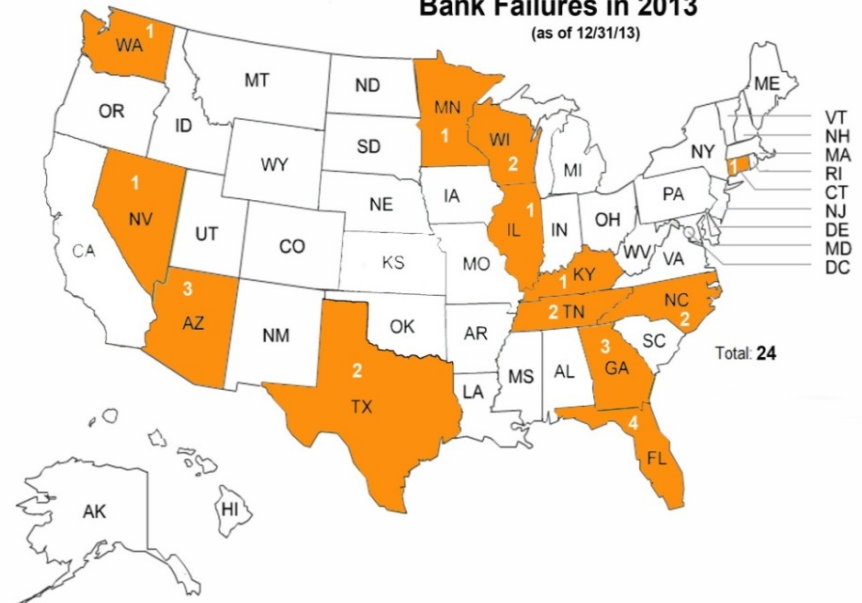 Bank Failures in 2013
(as of 12/31/13)
WA 1
MT
ND
MN
1
ME
OR
ID
SD
WI
2
MI
NY
VT
NH
MA
RI
CT
NJ
DE
MD
DC
1
WY
IA
PA
1
NV
NE
1
IL
IN
OH
UT
CO
WV
VA
CA
KS
MO
1 KY
3
AZ
NM
OK
AR
2 TN
NC
2
SC
Total: 24
2
TX
LA
MS
AL
3
GA
4
FL
AK
HI